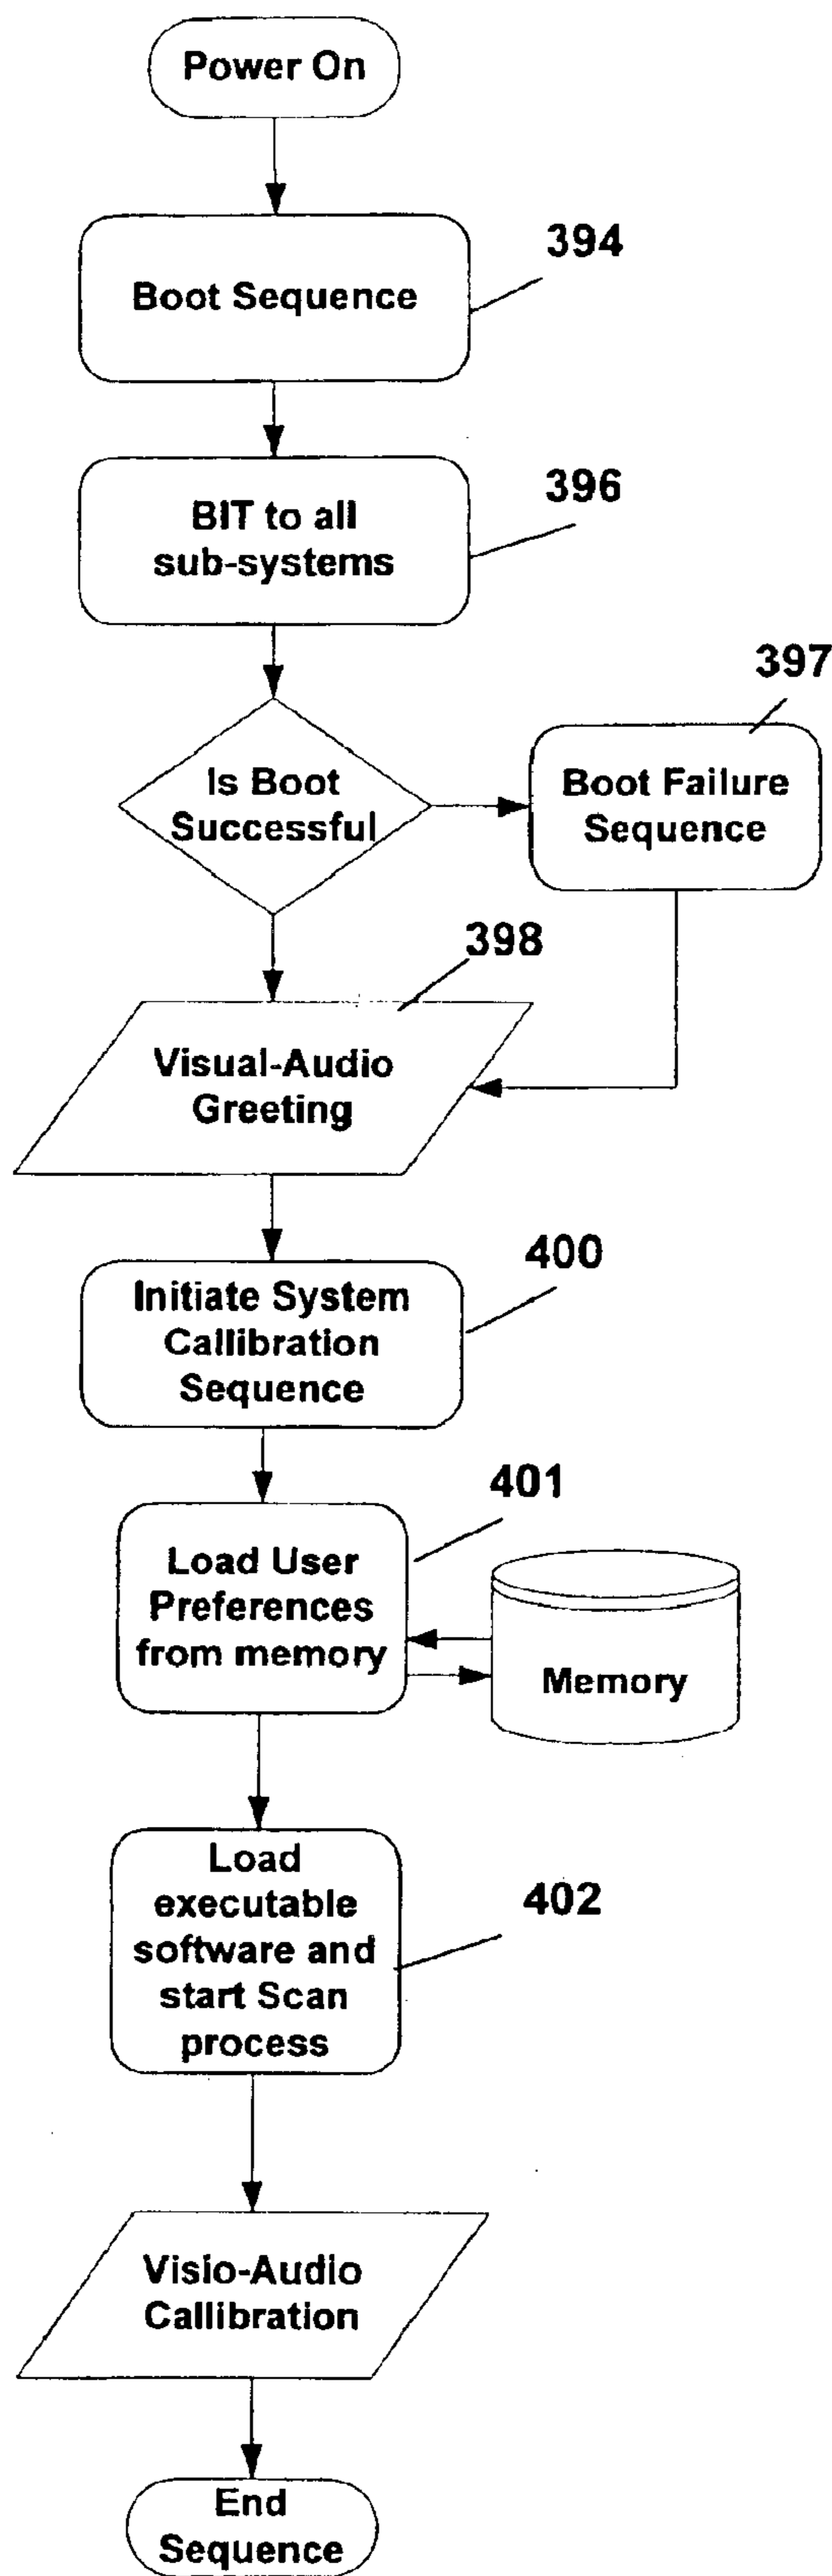 Power On
394
Boot Sequence
396
BIT to all
sub-systems
397
Is Boot
Successful
Boot Failure
Sequence
398
Visual-Audio
Greeting
400
Initiate System
Callibration
Sequence
401
Load User
Preferences
from memory
Memory
Load
executable
software and
start Scan
process
402
Visio-Audio
Callibration
End
Sequence